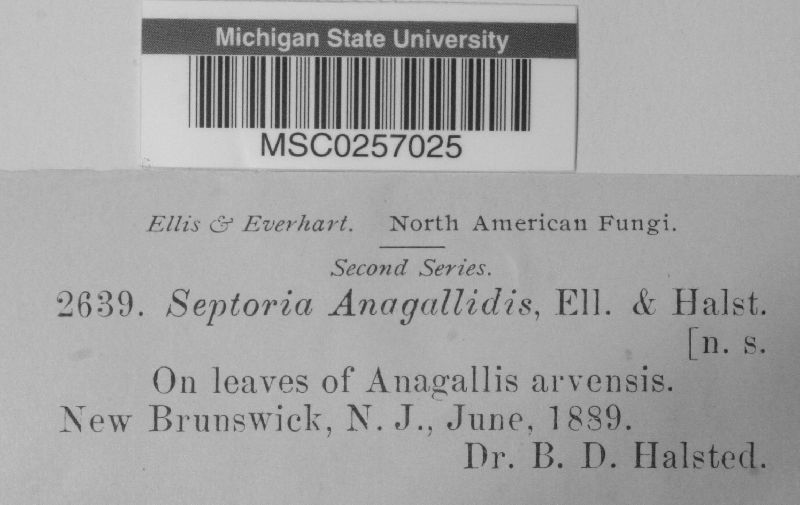 Michigan State University
MSC0257025
Ellis & Everhart. North American Fungi.
Second Series.
2639. Septoria Anagallidis, Ell. & Halst.
[n. s.
On leaves of Anagallis arvensis.
New Brunswick, N. J., June, 1889.
Dr. B. D. Halsted.